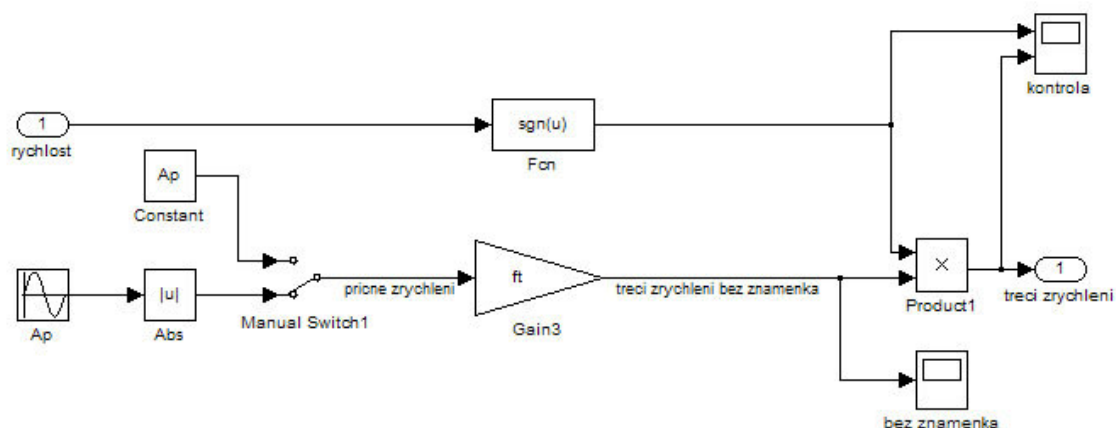 kontrola
1
rychlost
sgn(u)
Fcn
Ap
Constant
Ap
|u|
Abs
Manual Switch1
pricne zrychleni
ft
Gain3
treci zrychleni bez znamenka
×
Product1
1
treci zrychleni
bez znamenka